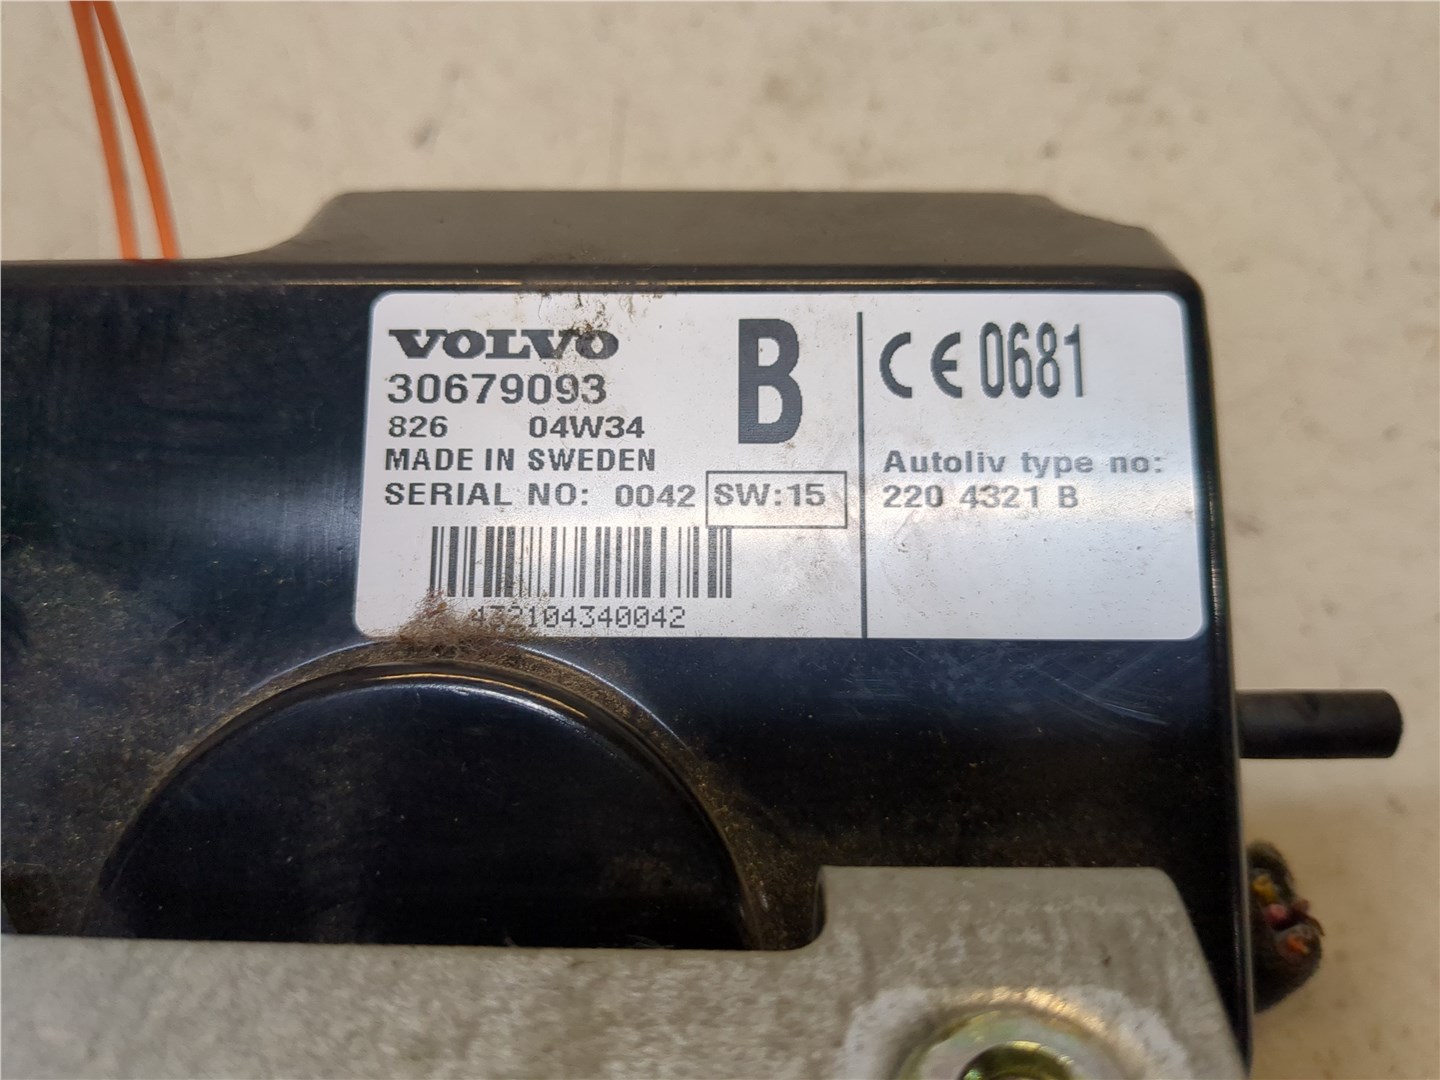 VOLVO
30679093
826 04W34
MADE IN SWEDEN
SERIAL NO: 0042 SW:15
432104340042
B
CE 0681
Autoliv type no:
220 4321 B